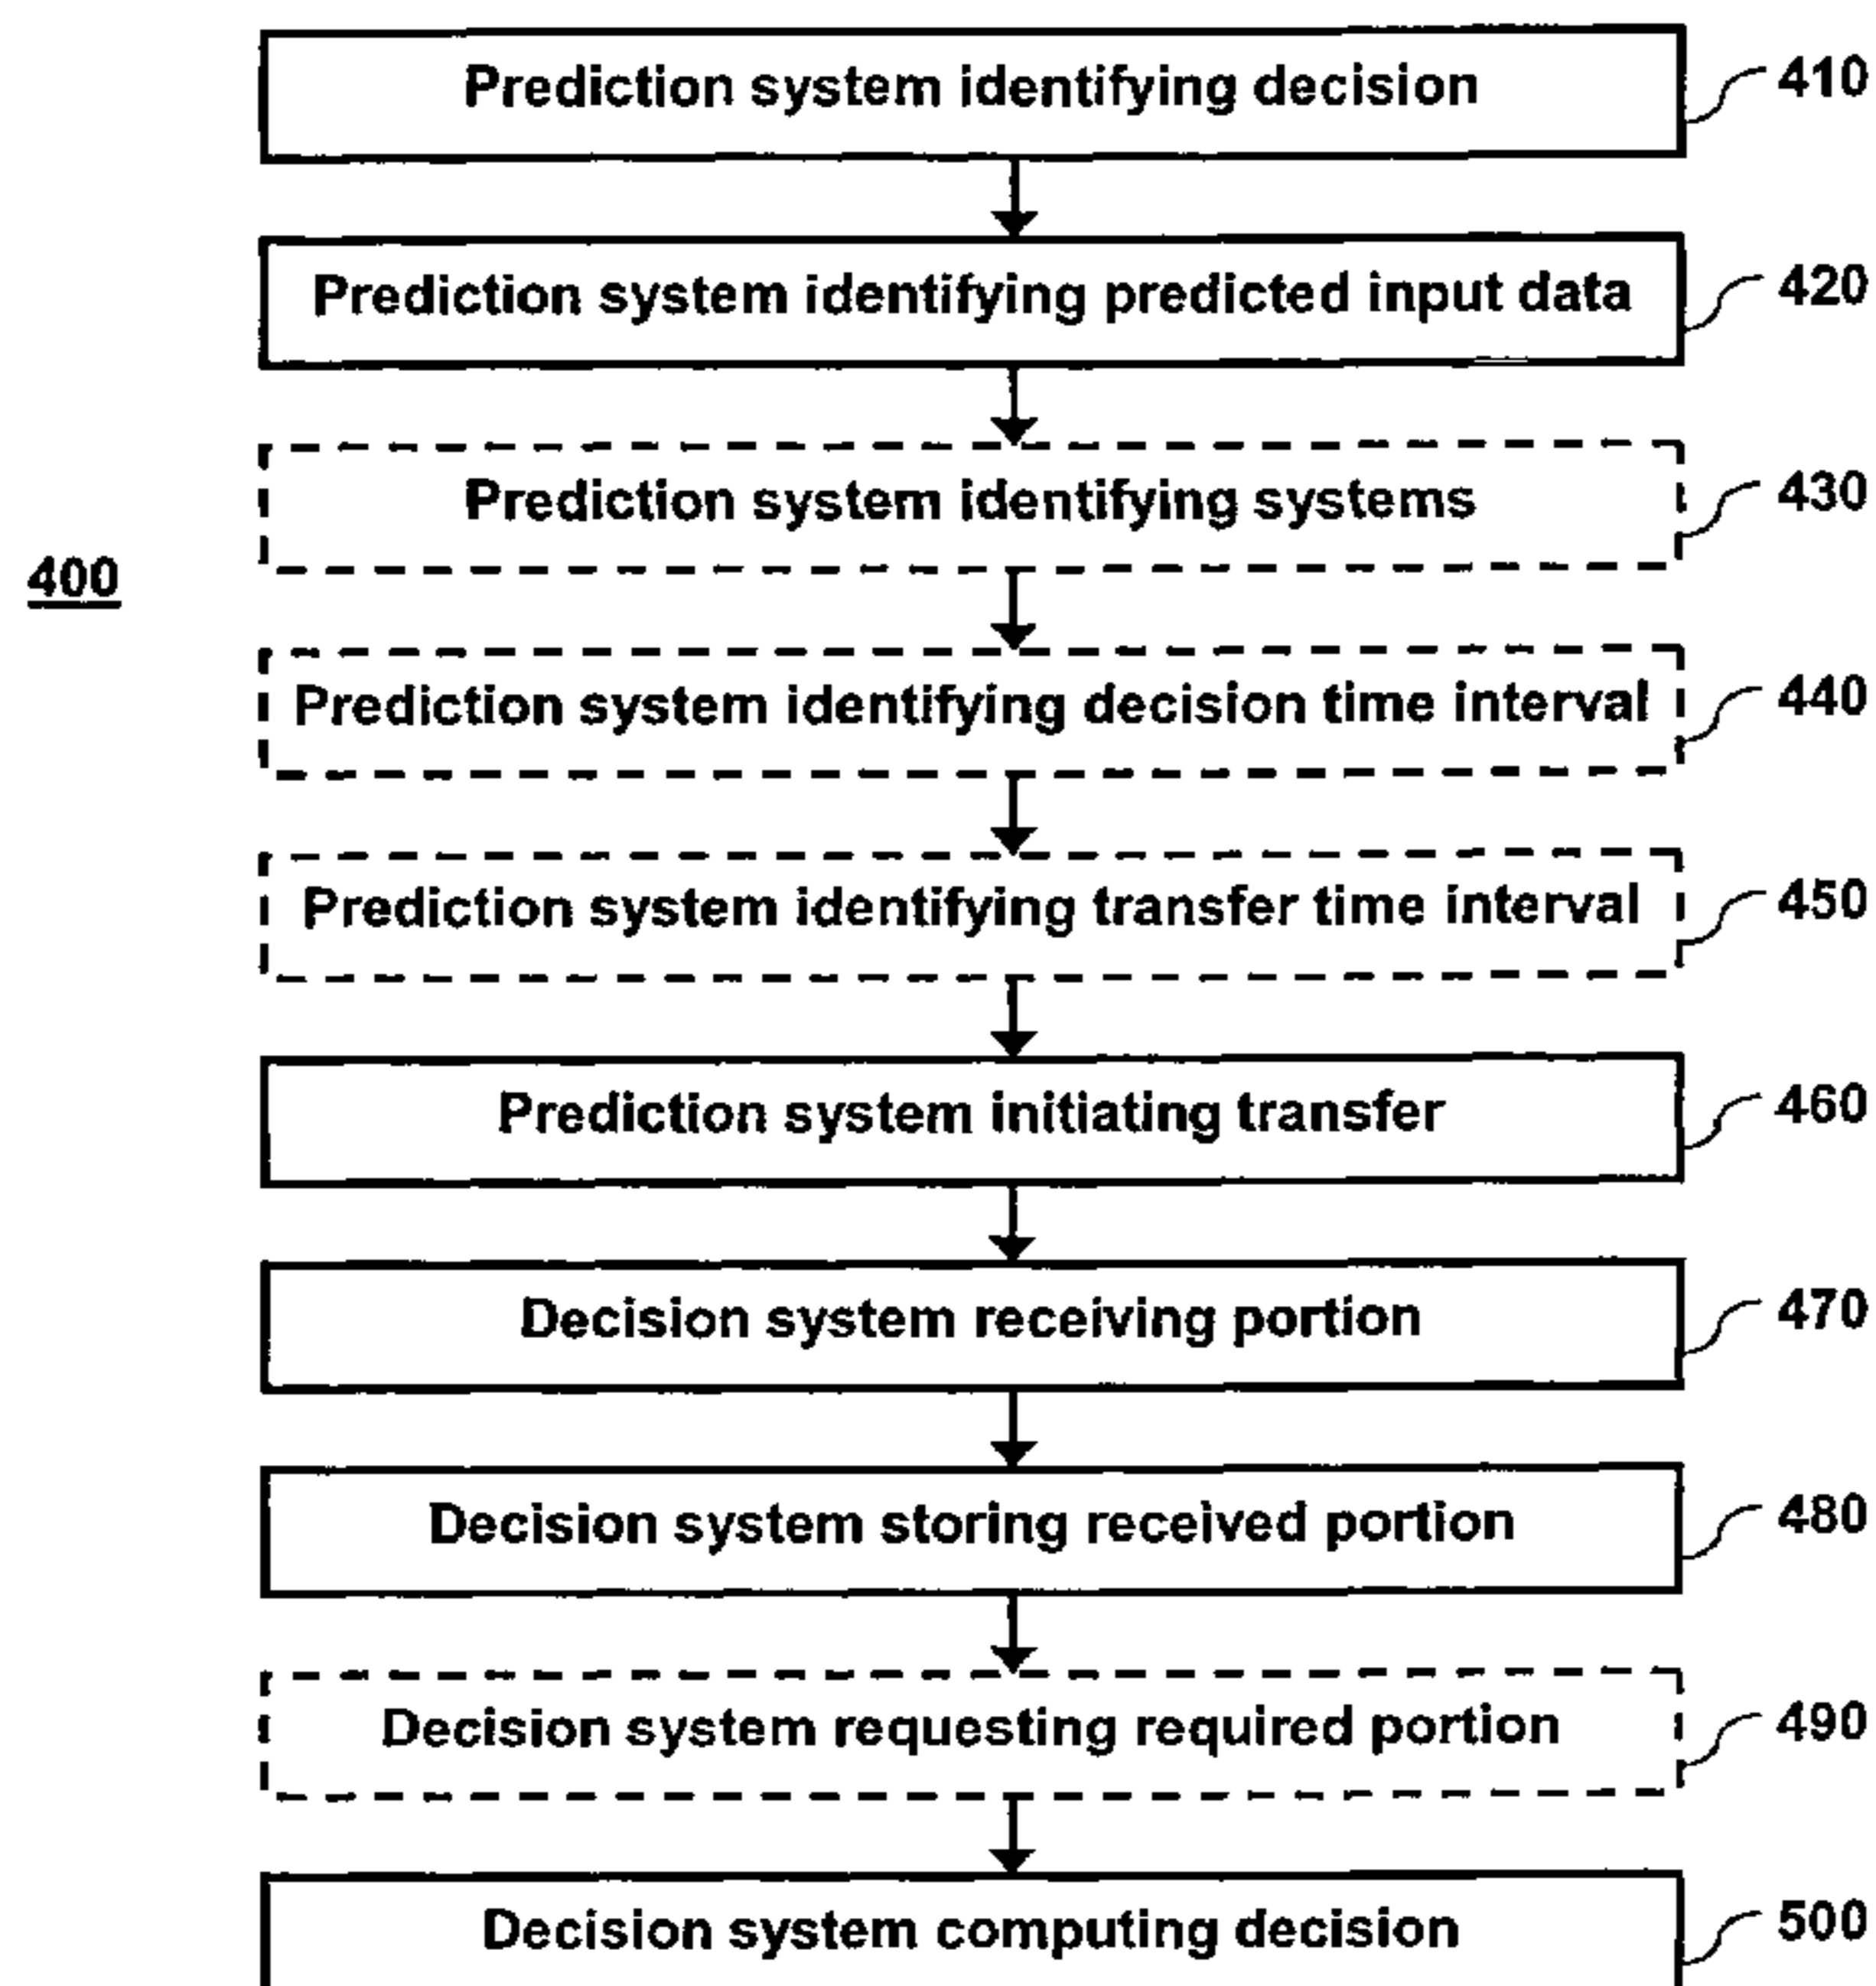 Prediction system identifying decision 410
Prediction system identifying predicted input data 420
Prediction system identifying systems 430
400
Prediction system identifying decision time interval 440
Prediction system identifying transfer time interval 450
Prediction system initiating transfer 460
Decision system receiving portion 470
Decision system storing received portion 480
Decision system requesting required portion 490
Decision system computing decision 500